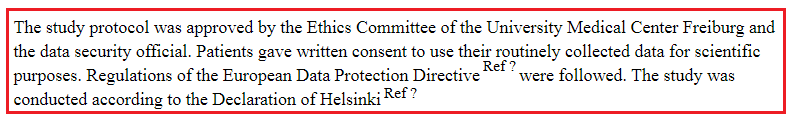 The study protocol was approved by the Ethics Committee of the University Medical Center Freiburg and
the data security official. Patients gave written consent to use their routinely collected data for scientific
purposes. Regulations of the European Data Protection Directive Ref ? were followed. The study was
conducted according to the Declaration of Helsinki Ref ?